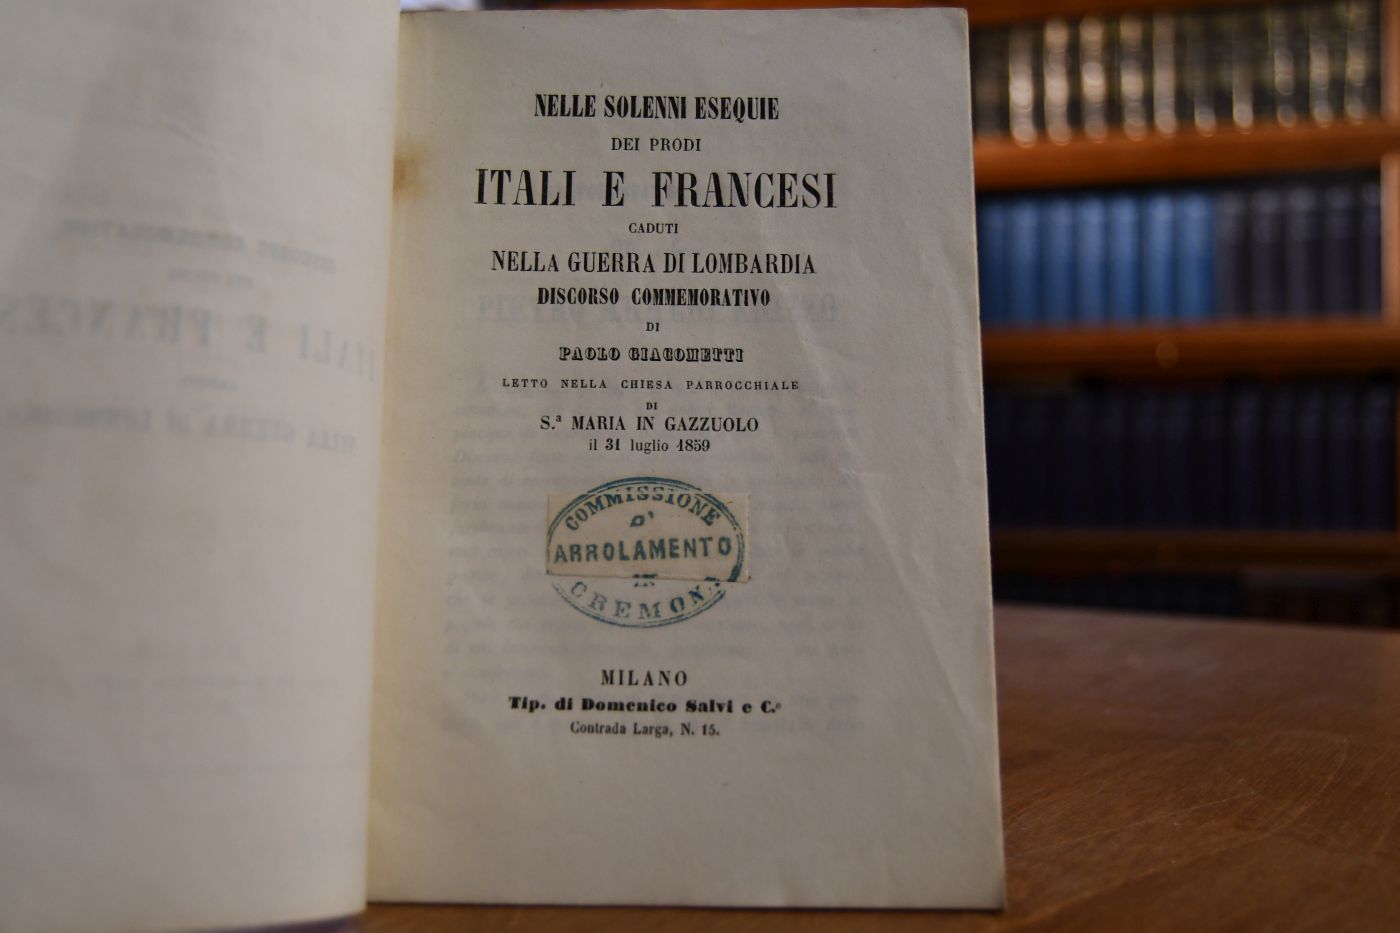 NELLE SOLENNI ESEQUIE
DEI PRODI
ITALI E FRANCESI
CADUTI
NELLA GUERRA DI LOMBARDIA
DISCORSO COMMEMORATIVO
DI
PAOLO GIACOMETTI
LETTO NELLA CHIESA PARROCCHIALE
DI
S.ª MARIA IN GAZZUOLO
il 31 luglio 1859
COMMISSIONE
D'
ARROLAMENTO
IN
CREMON
MILANO
Tip. di Domenico Salvi e C.º
Contrada Larga, N. 15.